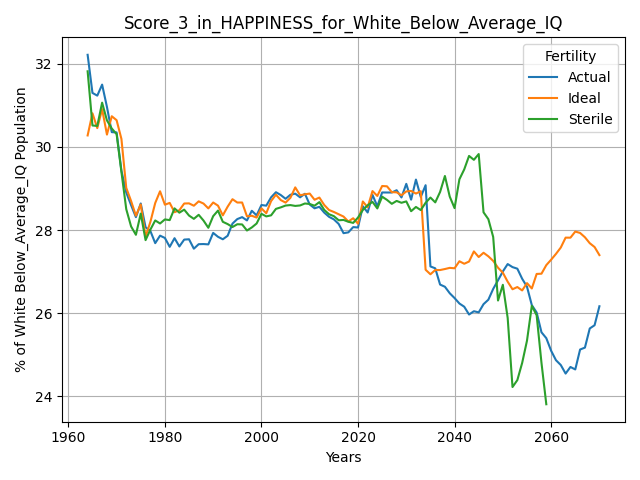 Score_3_in_HAPPINESS_for_White_Below_Average_IQ
Fertility
Actual
Ideal
Sterile
% of White Below_Average_IQ Population
32
30
28
26
24
1960
1980
2000
2020
2040
2060
Years